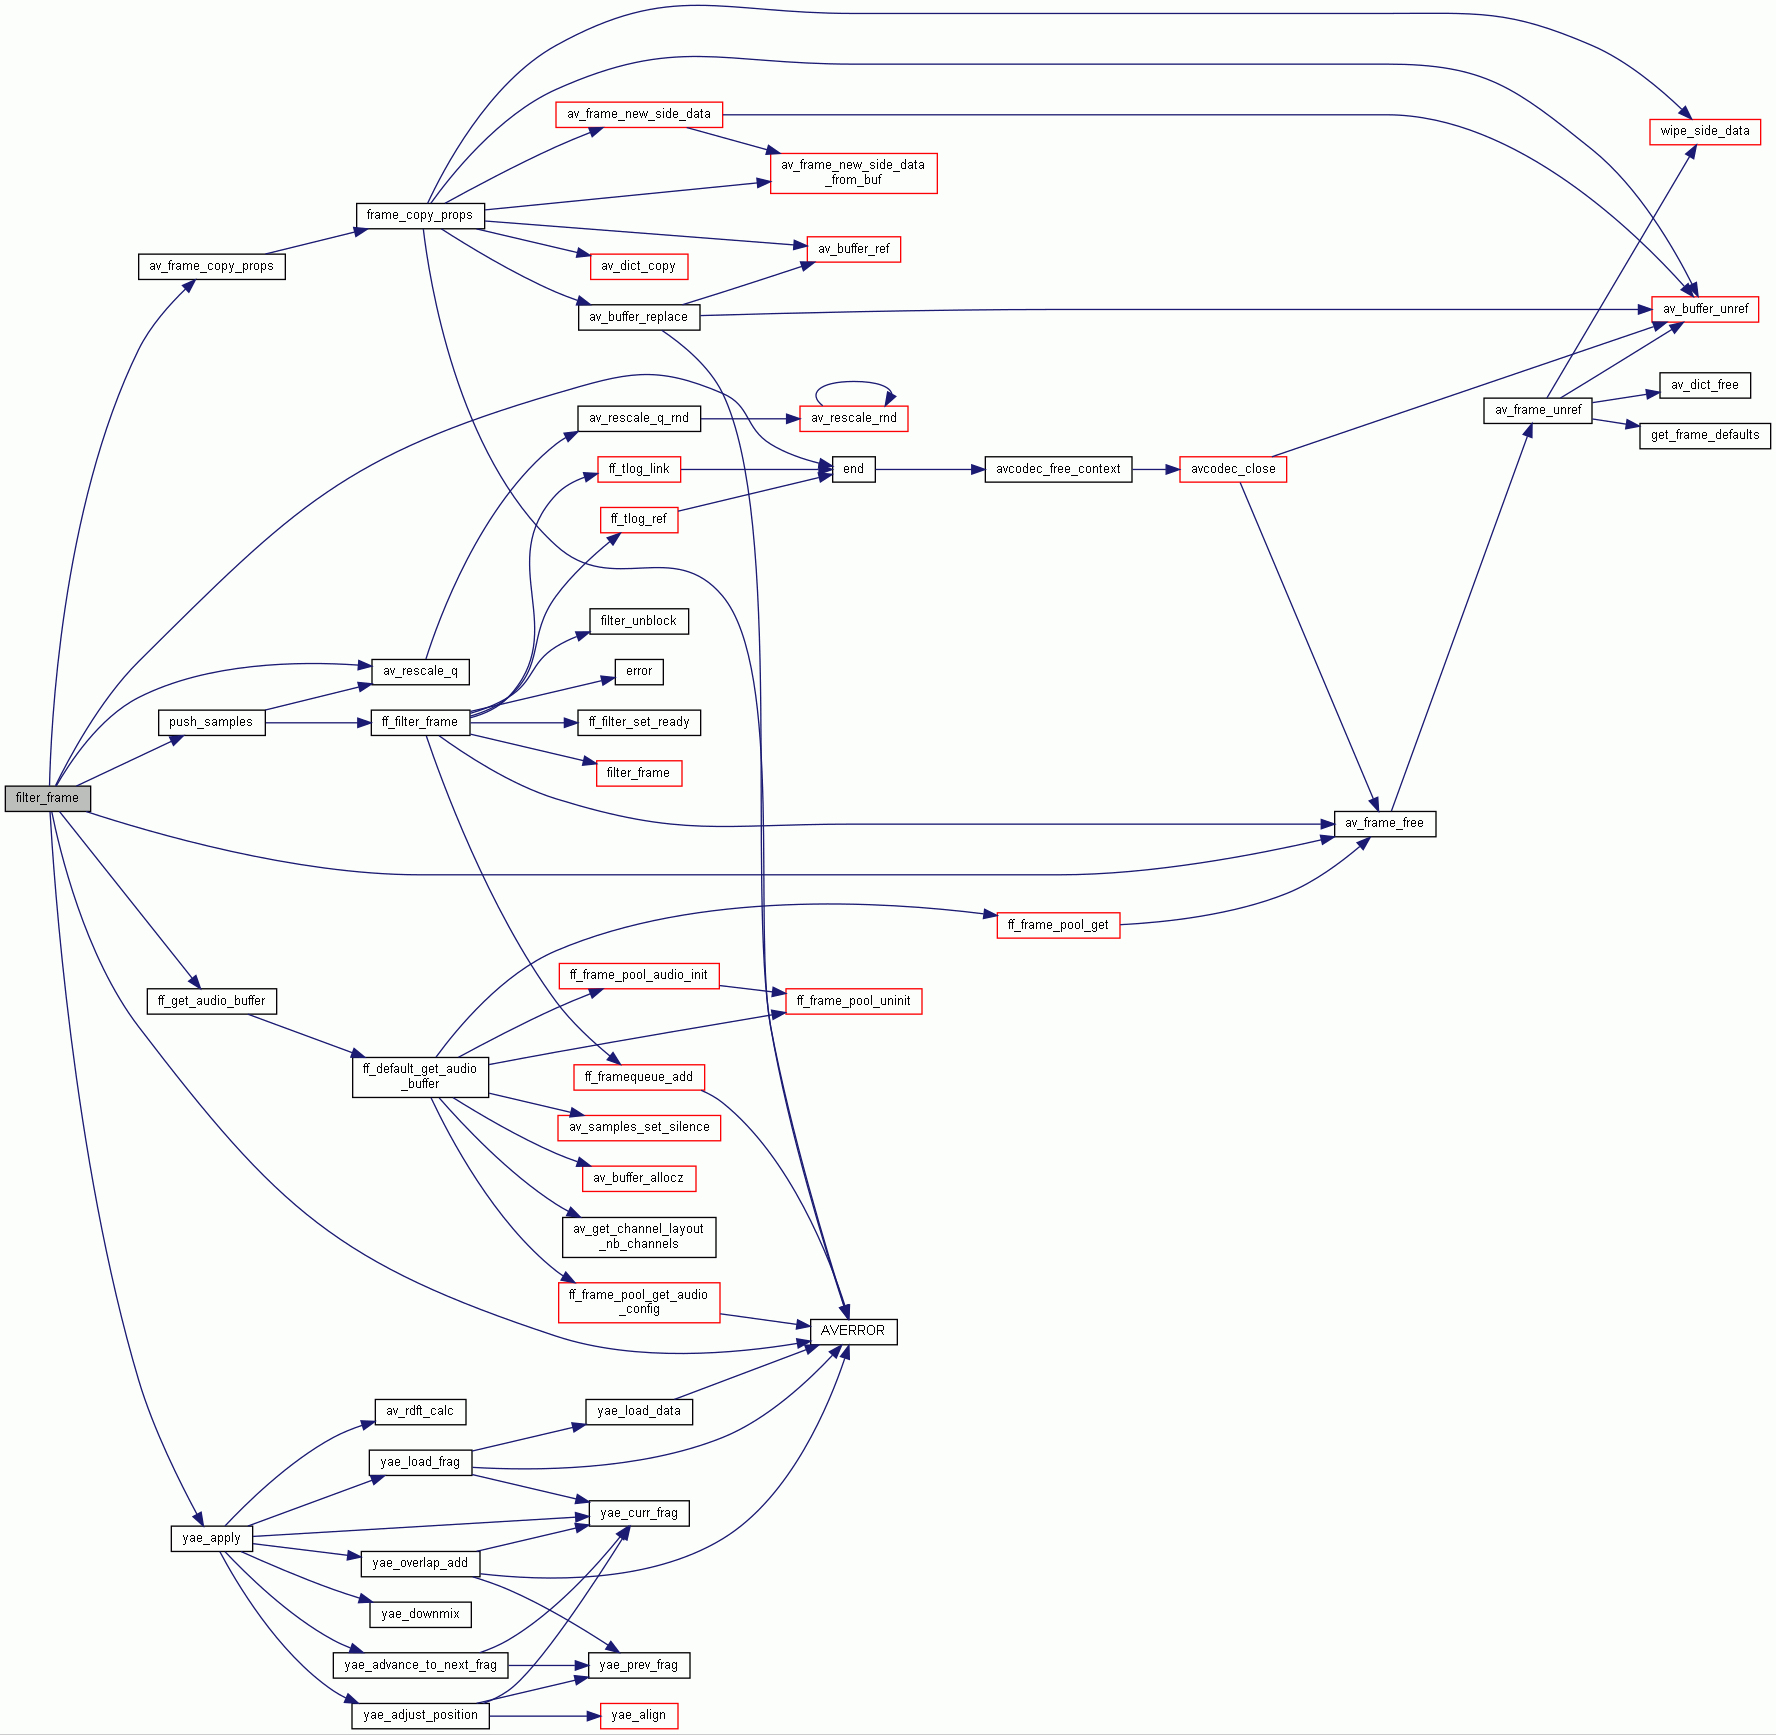 av_frame_new_side_data
wipe_side_data
av_frame_new_side_data
_from_buf
frame_copy_props
av_buffer_ref
av_frame_copy_props
av_dict_copy
av_buffer_unref
av_buffer_replace
av_dict_free
av_frame_unref
av_rescale_q_rnd
av_rescale_rnd
get_frame_defaults
ff_tlog_link
end
avcodec_free_context
avcodec_close
ff_tlog_ref
filter_unblock
av_rescale_q
error
push_samples
ff_filter_frame
ff_filter_set_ready
filter_frame
filter_frame
av_frame_free
ff_frame_pool_get
ff_frame_pool_audio_init
ff_get_audio_buffer
ff_frame_pool_uninit
ff_default_get_audio
_buffer
ff_framequeue_add
av_samples_set_silence
av_buffer_allocz
av_get_channel_layout
_nb_channels
ff_frame_pool_get_audio
_config
AVERROR
av_rdft_calc
yae_load_data
yae_load_frag
yae_curr_frag
yae_apply
yae_overlap_add
yae_downmix
yae_advance_to_next_frag
yae_prev_frag
yae_adjust_position
yae_align